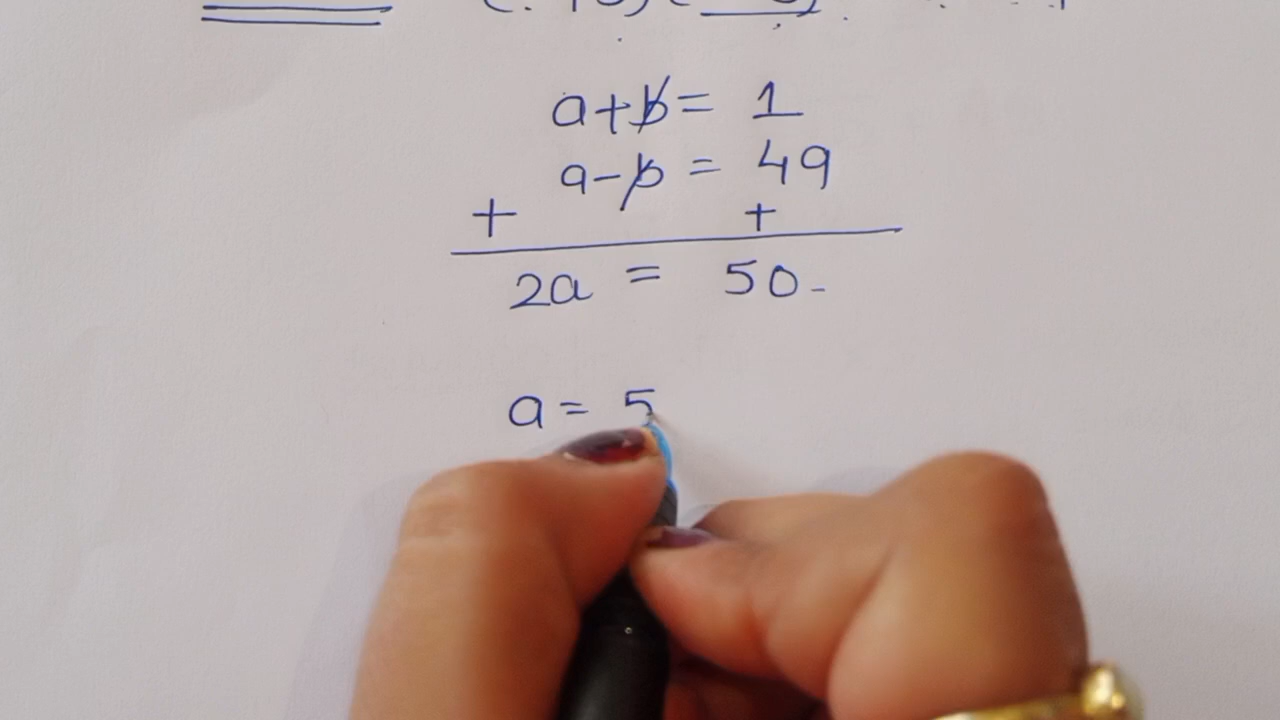 a+b= 1
a-b = 49
+ +
2a = 50-
a= 5